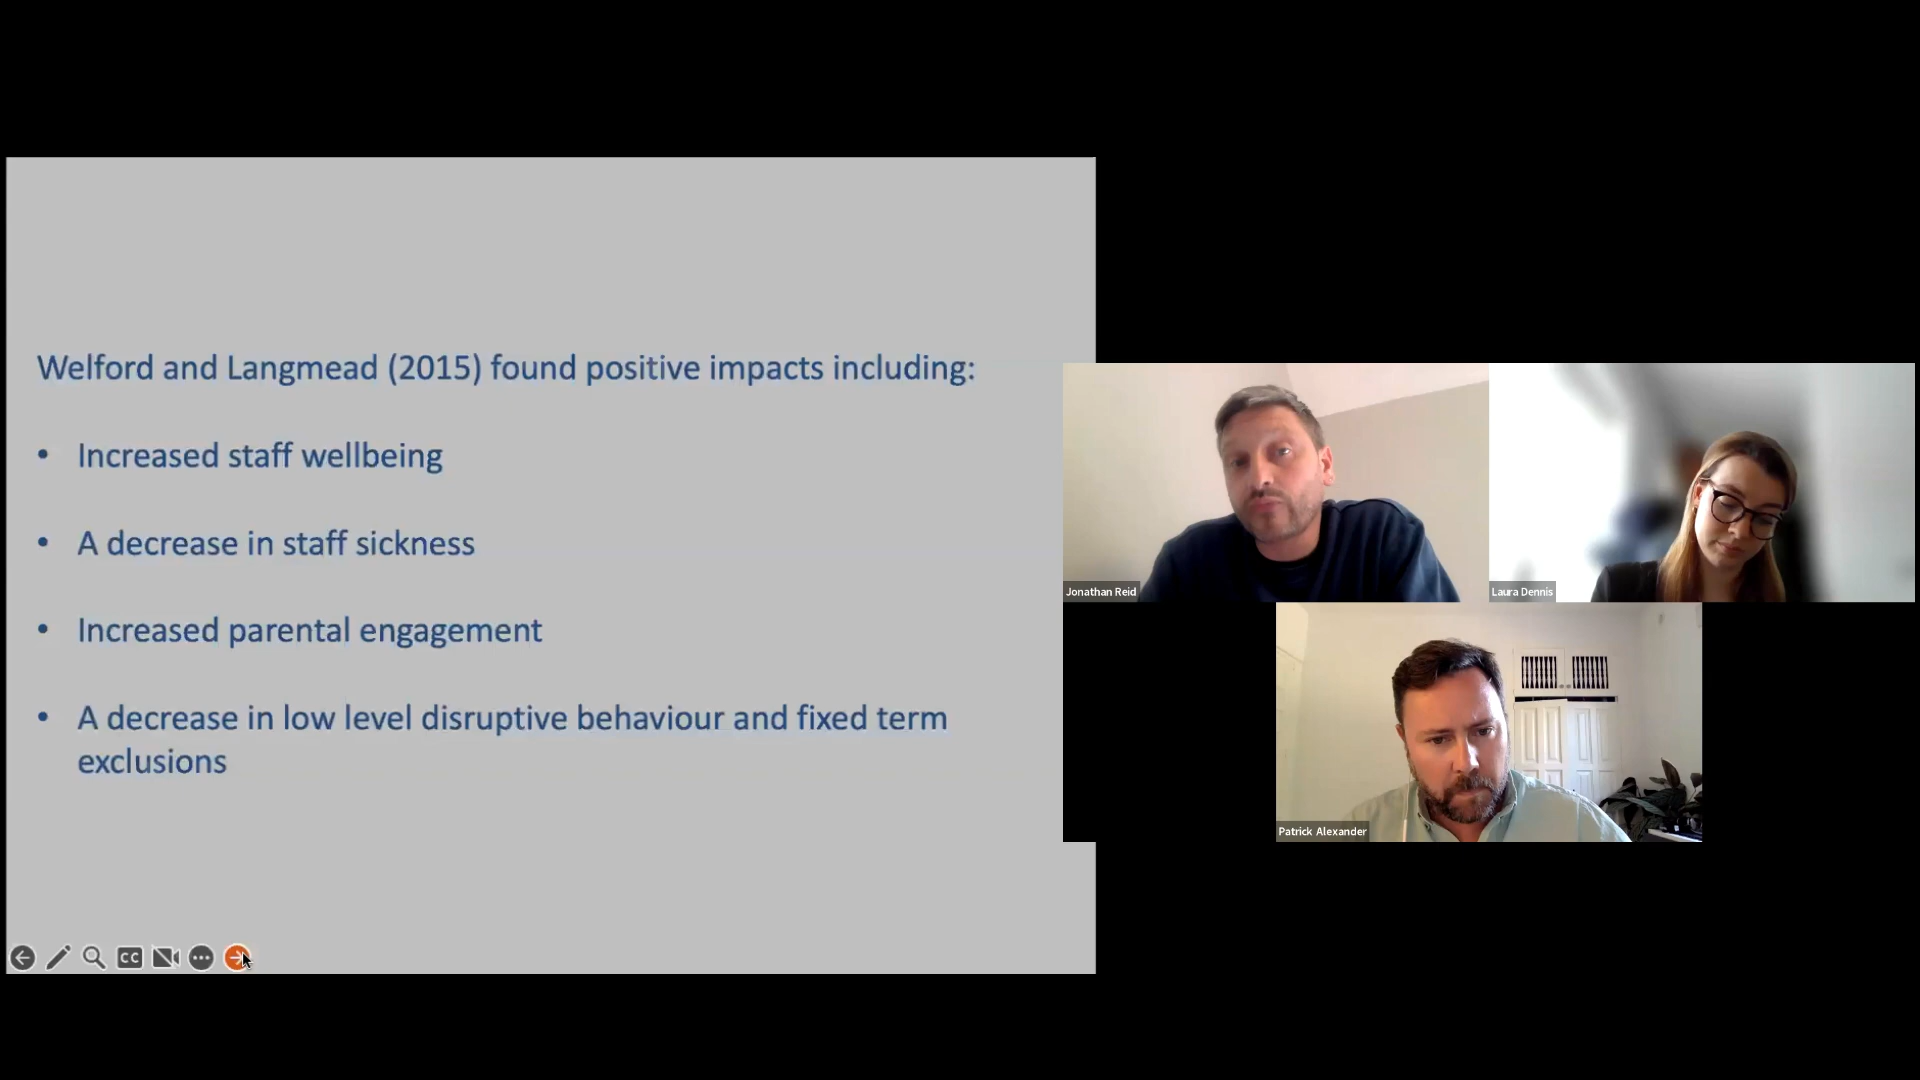 Welford and Langmead (2015) found positive impacts including:
• Increased staff wellbeing
• A decrease in staff sickness
• Increased parental engagement
• A decrease in low level disruptive behaviour and fixed term
exclusions
CC
Jonathan Reid
Laura Dennis
Patrick Alexander